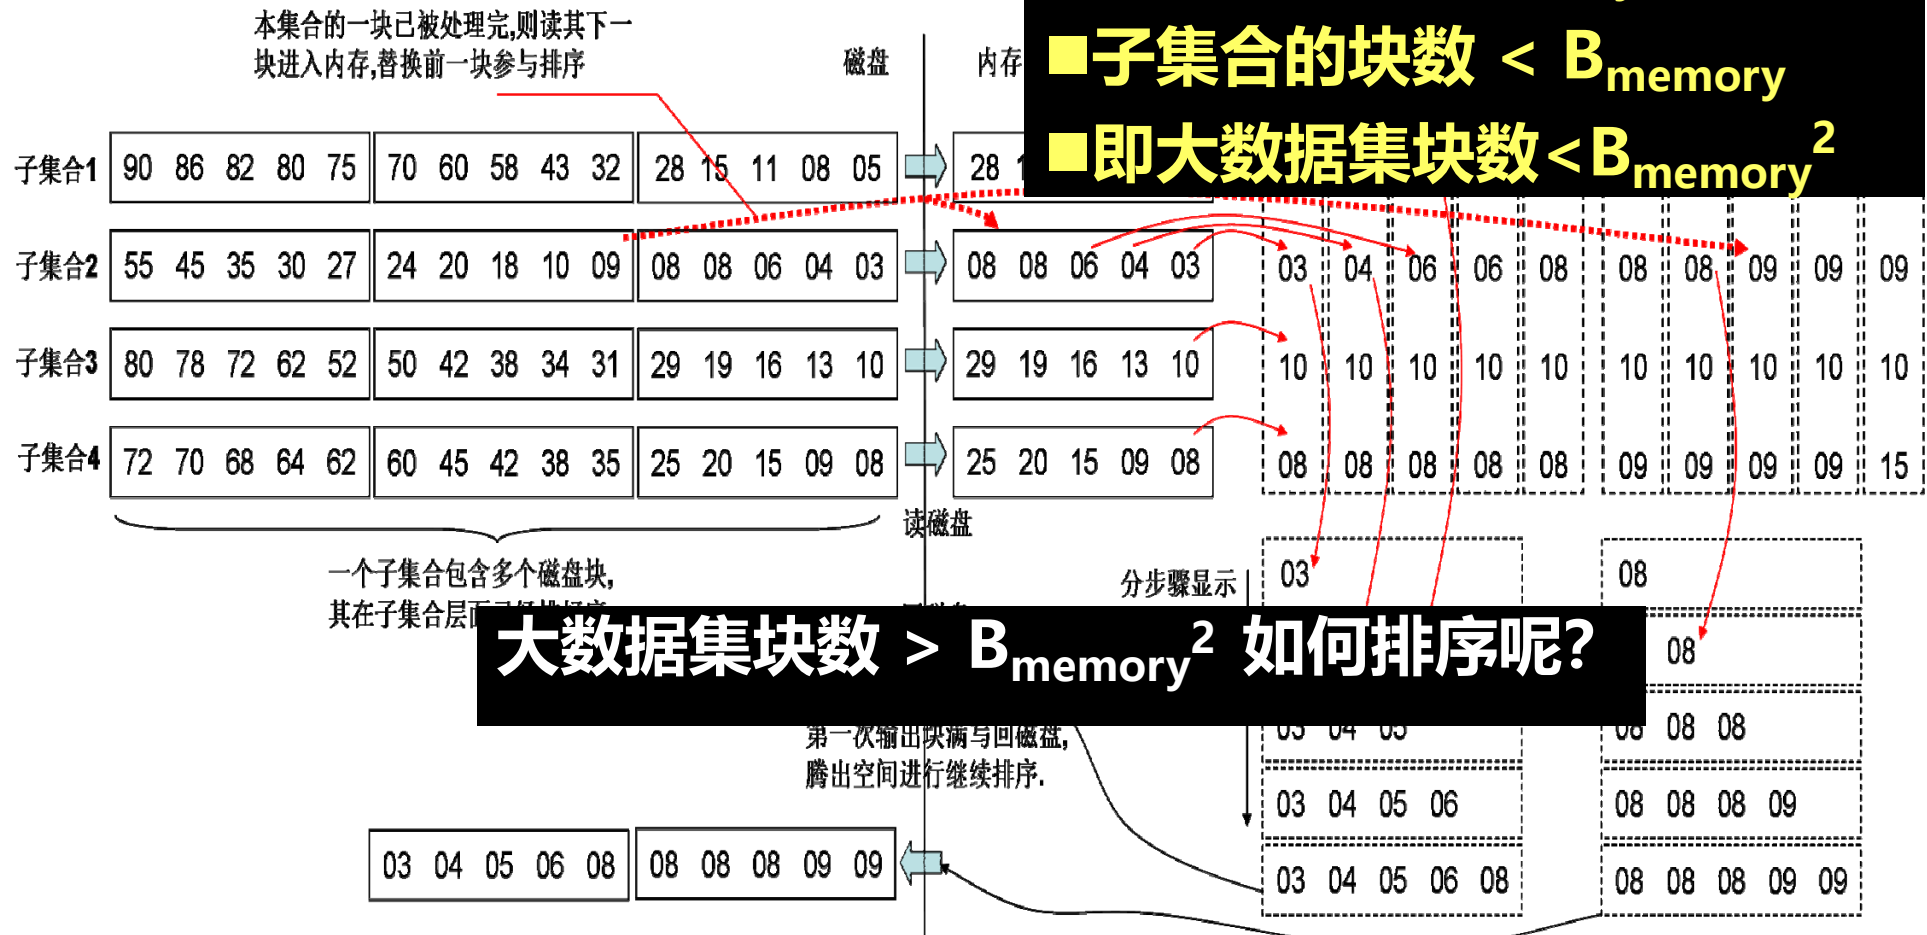 本集合的一块已被处理完,则读其下一
块进入内存,替换前一块参与排序
磁盘
内存
■子集合的块数 < Bmemory
■即大数据集块数<Bmemory²
子集合1
90 86 82 80 75
70 60 58 43 32
28 15 11 08 05
28
子集合2
55 45 35 30 27
24 20 18 10 09
08 08 06 04 03
08 08 06 04 03
03 04 06 06 08
08 08 09 09 09
子集合3
80 78 72 62 52
50 42 38 34 31
29 19 16 13 10
29 19 16 13 10
10 10 10 10 10
10 10 10 10 10
子集合4
72 70 68 64 62
60 45 42 38 35
25 20 15 09 08
25 20 15 09 08
08 08 08 08 08
09 09 09 09 15
读磁盘
一个子集合包含多个磁盘块,
其在子集合层面
分步骤显示
03
08
大数据集块数 > Bmemory² 如何排序呢?
08
第一次输出块满写回磁盘,
腾出空间进行继续排序.
03 04 05
08 08 08
03 04 05 06
08 08 08 09
03 04 05 06 08
08 08 08 09 09
03 04 05 06 08
08 08 08 09 09